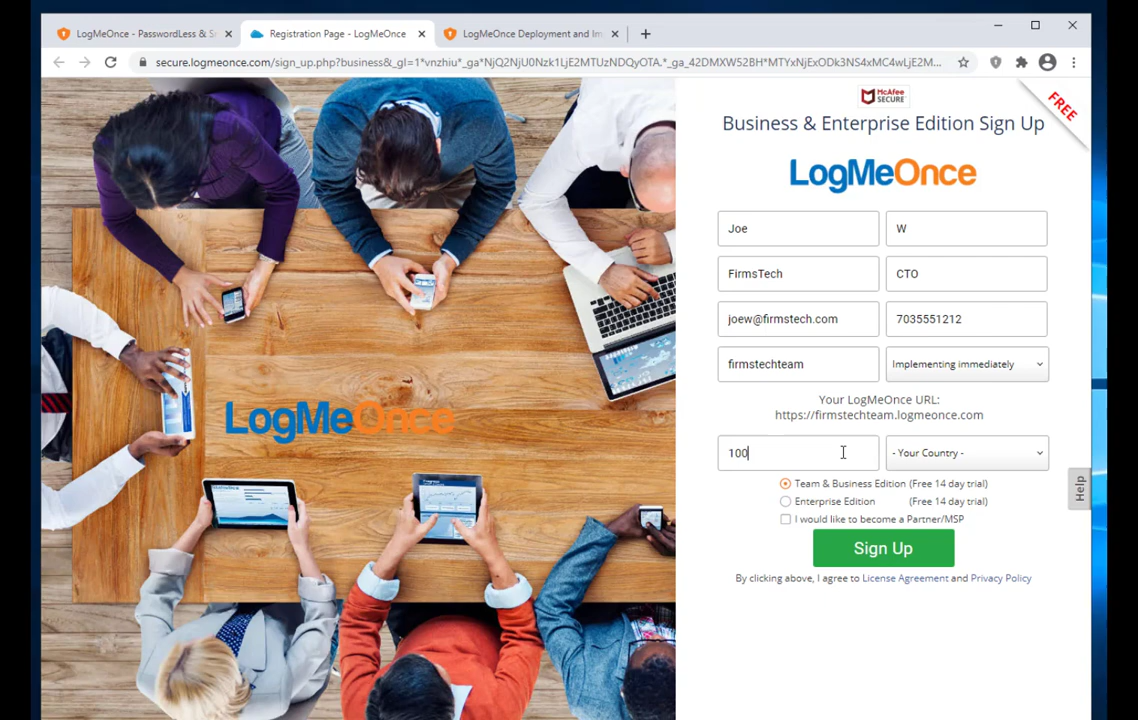 LogMeOnce - PasswordLess & S
Registration Page - LogMeOnce
LogMeOnce Deployment and Im
secure.logmeonce.com/sign_up.php?business&_gl=1*vnzhiu*_ga*NjQ2NjU0Nzk1LjE2MTUzNDQyOTA.*_ga_42DMXW52BH*MTYxNjExODk3NS4xMC4wLjE2M...
McAfee
SECURE
FREE
Business & Enterprise Edition Sign Up
LogMeOnce
Joe
W
FirmsTech
CTO
joew@firmstech.com
7035551212
firmstechteam
Implementing immediately
Your LogMeOnce URL:
https://firmstechteam.logmeonce.com
LogMeOnce
100
- Your Country -
Team & Business Edition (Free 14 day trial)
Enterprise Edition (Free 14 day trial)
I would like to become a Partner/MSP
Help
Sign Up
By clicking above, I agree to License Agreement and Privacy Policy